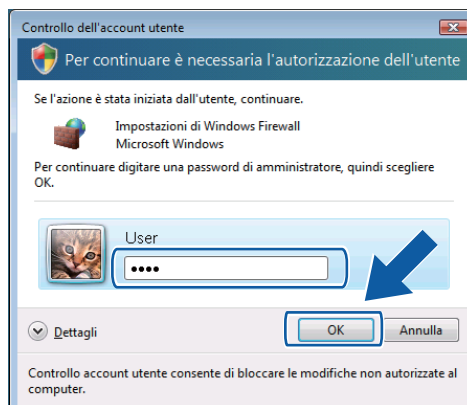 Controllo dell'account utente
Per continuare è necessaria l'autorizzazione dell'utente
Se l'azione è stata iniziata dall'utente, continuare.
Impostazioni di Windows Firewall
Microsoft Windows
Per continuare digitare una password di amministratore, quindi scegliere
OK.
User
••••
Dettagli
OK
Annulla
Controllo account utente consente di bloccare le modifiche non autorizzate al
computer.